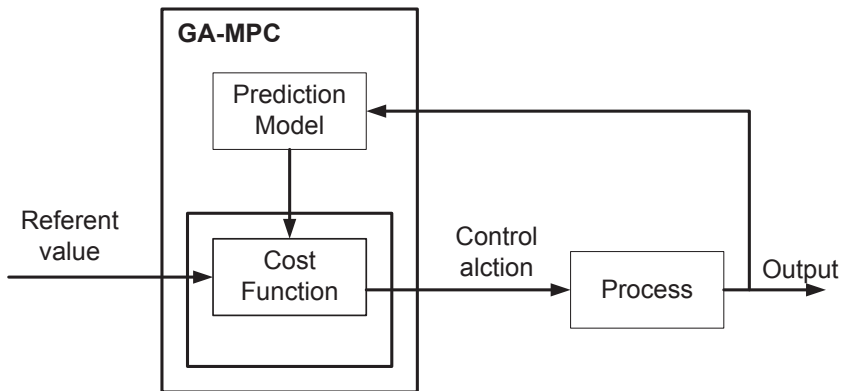 GA-MPC
Prediction
Model
Referent
value
Cost
Function
Control
alction
Process
Output